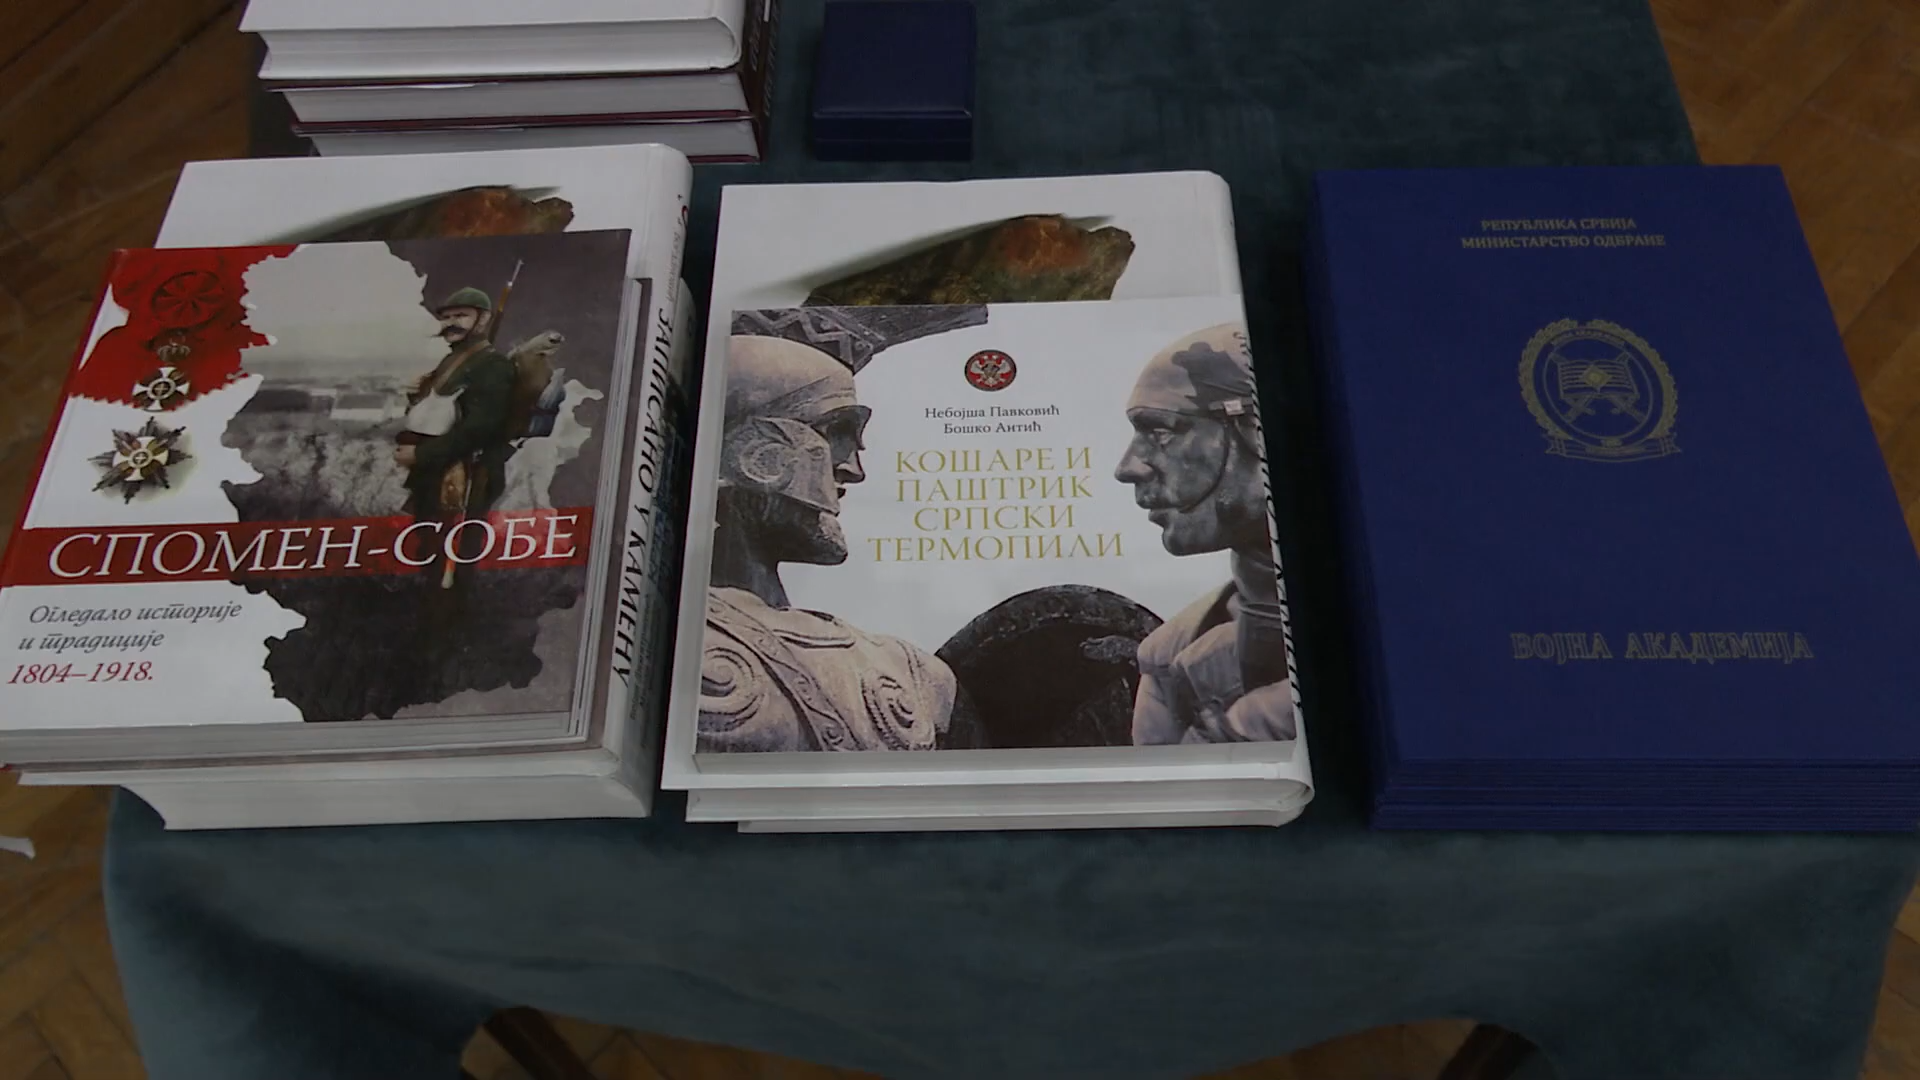 СПОМЕН-СОБЕ
Огледало историје
и традиције
1804–1918.
ЗАПИСАНО У КАМЕНУ
Небојша Павковић
Бошко Антић
КОШАРЕ И
ПАШТРИК
СРПСКИ
ТЕРМОПИЛИ
РЕПУБЛИКА СРБИЈА
МИНИСТАРСТВО ОДБРАНЕ
ВОЈНА АКАДЕМИЈА